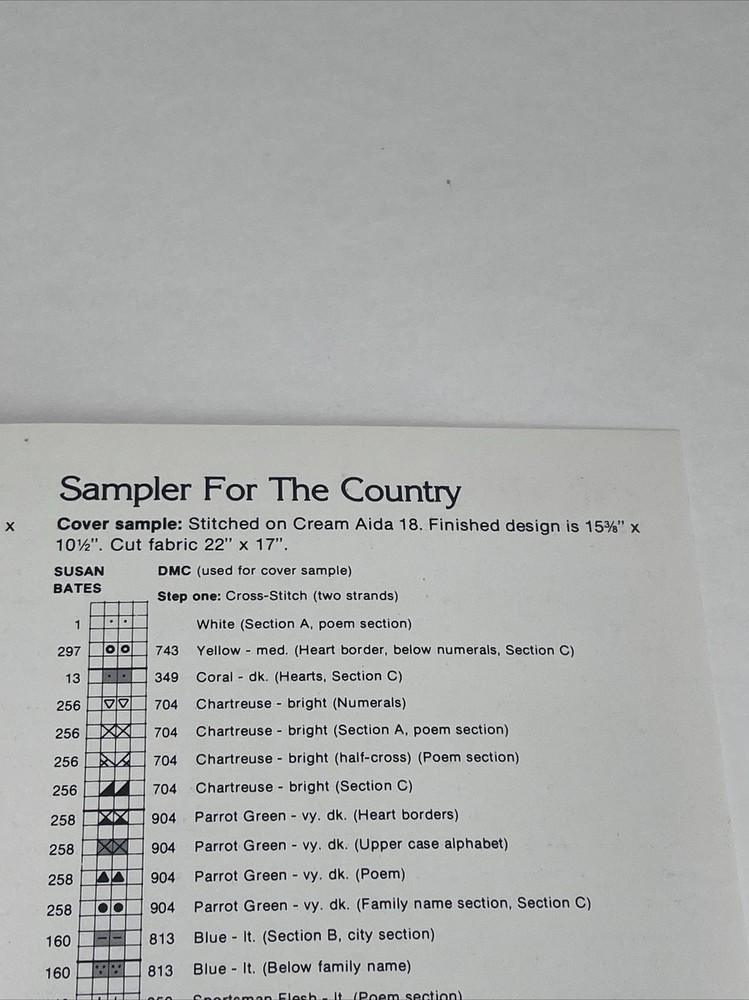 Sampler For The Country
x
Cover sample: Stitched on Cream Aida 18. Finished design is 15⅜" x
10½". Cut fabric 22" x 17".
SUSAN BATES
DMC (used for cover sample)
Step one: Cross-Stitch (two strands)
1 White (Section A, poem section)
297 743 Yellow - med. (Heart border, below numerals, Section C)
13 349 Coral - dk. (Hearts, Section C)
256 704 Chartreuse - bright (Numerals)
256 704 Chartreuse - bright (Section A, poem section)
256 704 Chartreuse - bright (half-cross) (Poem section)
256 704 Chartreuse - bright (Section C)
258 904 Parrot Green - vy. dk. (Heart borders)
258 904 Parrot Green - vy. dk. (Upper case alphabet)
258 904 Parrot Green - vy. dk. (Poem)
258 904 Parrot Green - vy. dk. (Family name section, Section C)
160 813 Blue - lt. (Section B, city section)
160 813 Blue - lt. (Below family name)
Sportsman Flesh - lt. (Poem section)